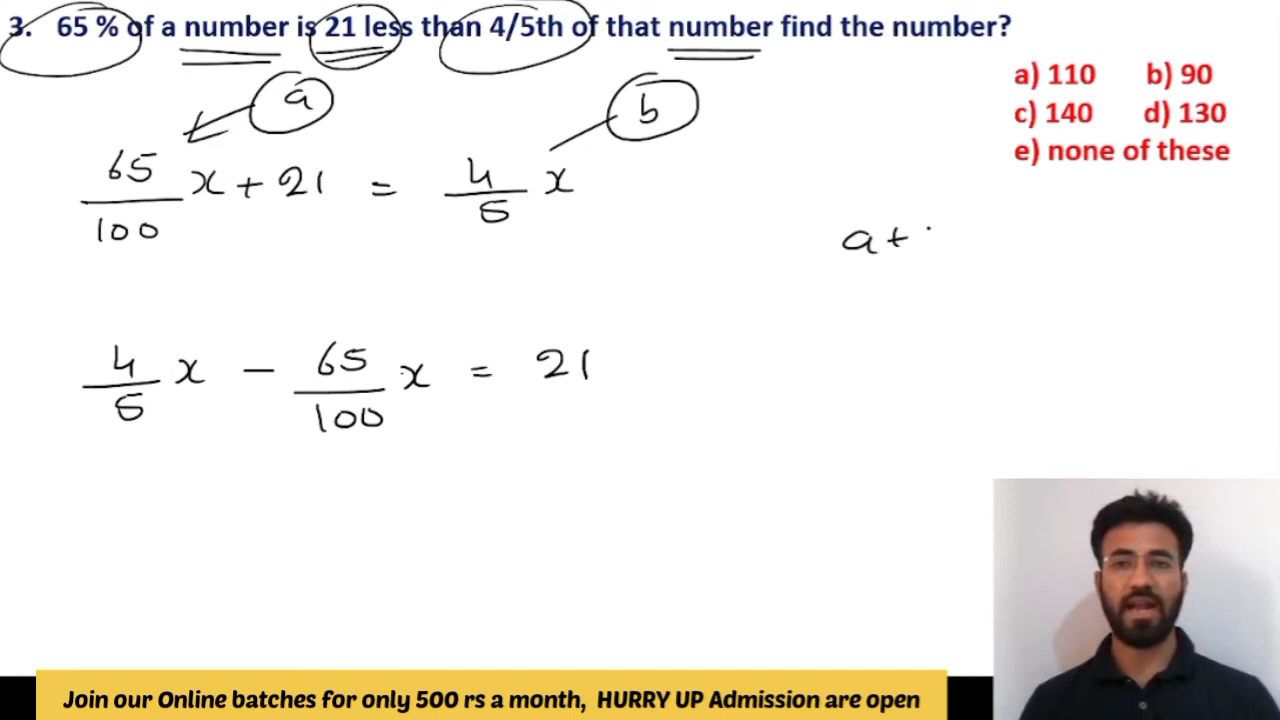 3. 65 % of a number is 21 less than 4/5th of that number find the number?
a) 110 b) 90
c) 140 d) 130
e) none of these
a
b
65/100 x + 21 = 4/5 x
a +
4/5 x - 65/100 x = 21
Join our Online batches for only 500 rs a month, HURRY UP Admission are open